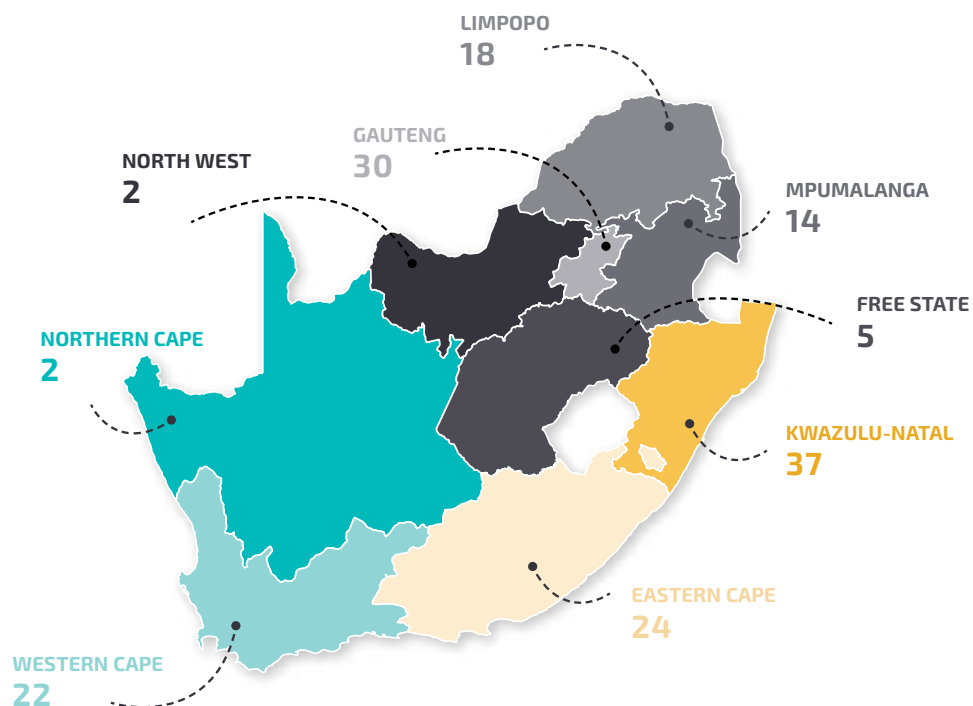 LIMPOPO
18
GAUTENG
30
NORTH WEST
2
MPUMALANGA
14
FREE STATE
5
NORTHERN CAPE
2
KWAZULU-NATAL
37
EASTERN CAPE
24
WESTERN CAPE
22